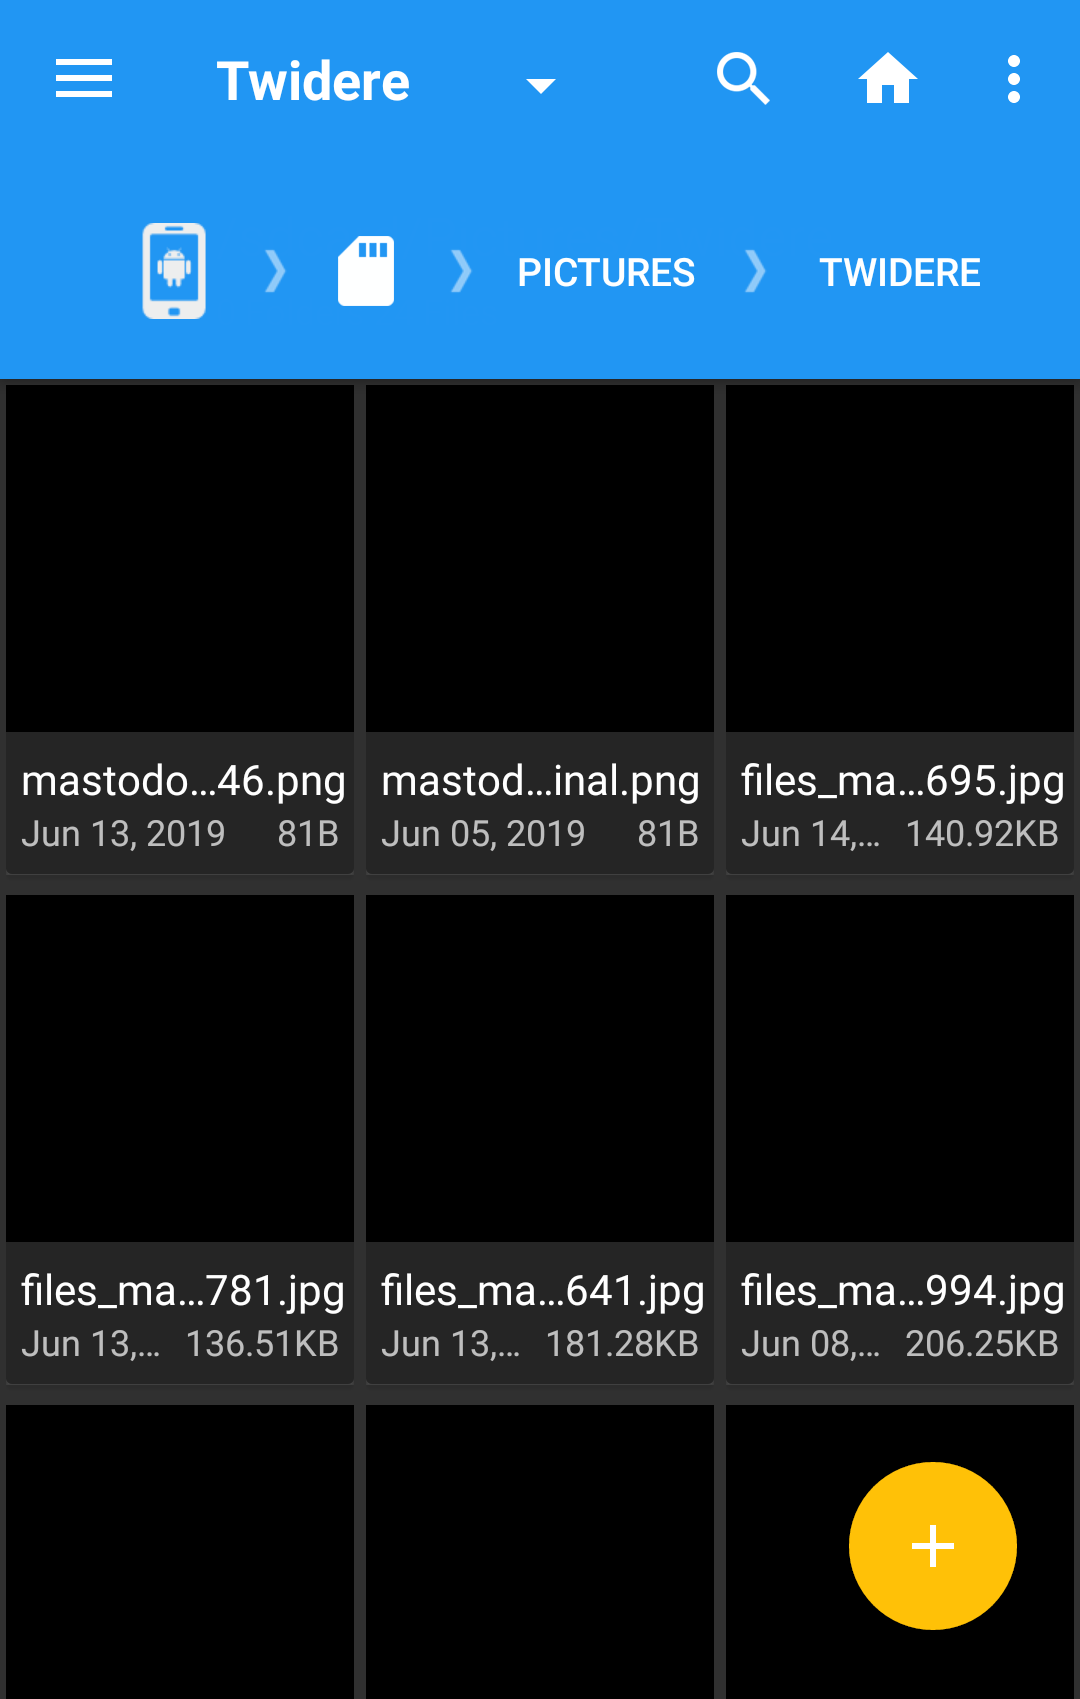 Twidere
PICTURES
TWIDERE
mastodo...46.png
Jun 13, 2019 81B
mastod...inal.png
Jun 05, 2019 81B
files_ma...695.jpg
Jun 14,... 140.92KB
files_ma...781.jpg
Jun 13,... 136.51KB
files_ma...641.jpg
Jun 13,... 181.28KB
files_ma...994.jpg
Jun 08,... 206.25KB